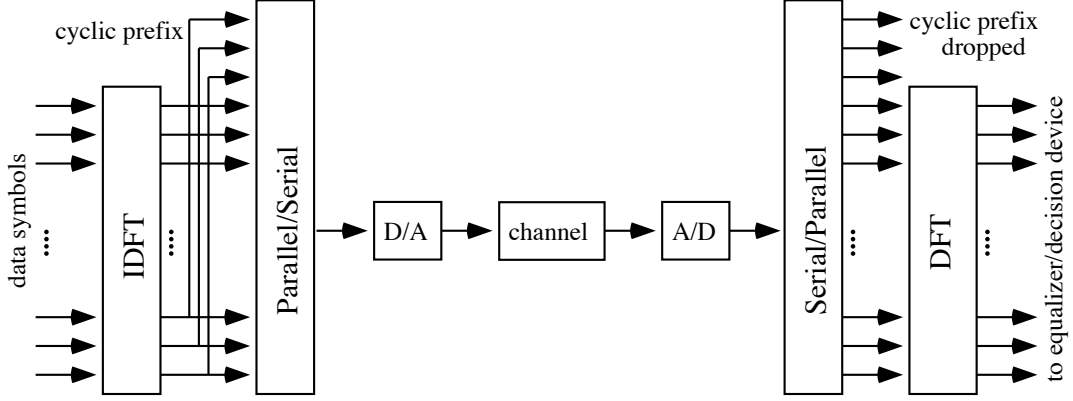 cyclic prefix
data symbols
IDFT
Parallel/Serial
D/A
channel
A/D
Serial/Parallel
cyclic prefix
dropped
DFT
to equalizer/decision device